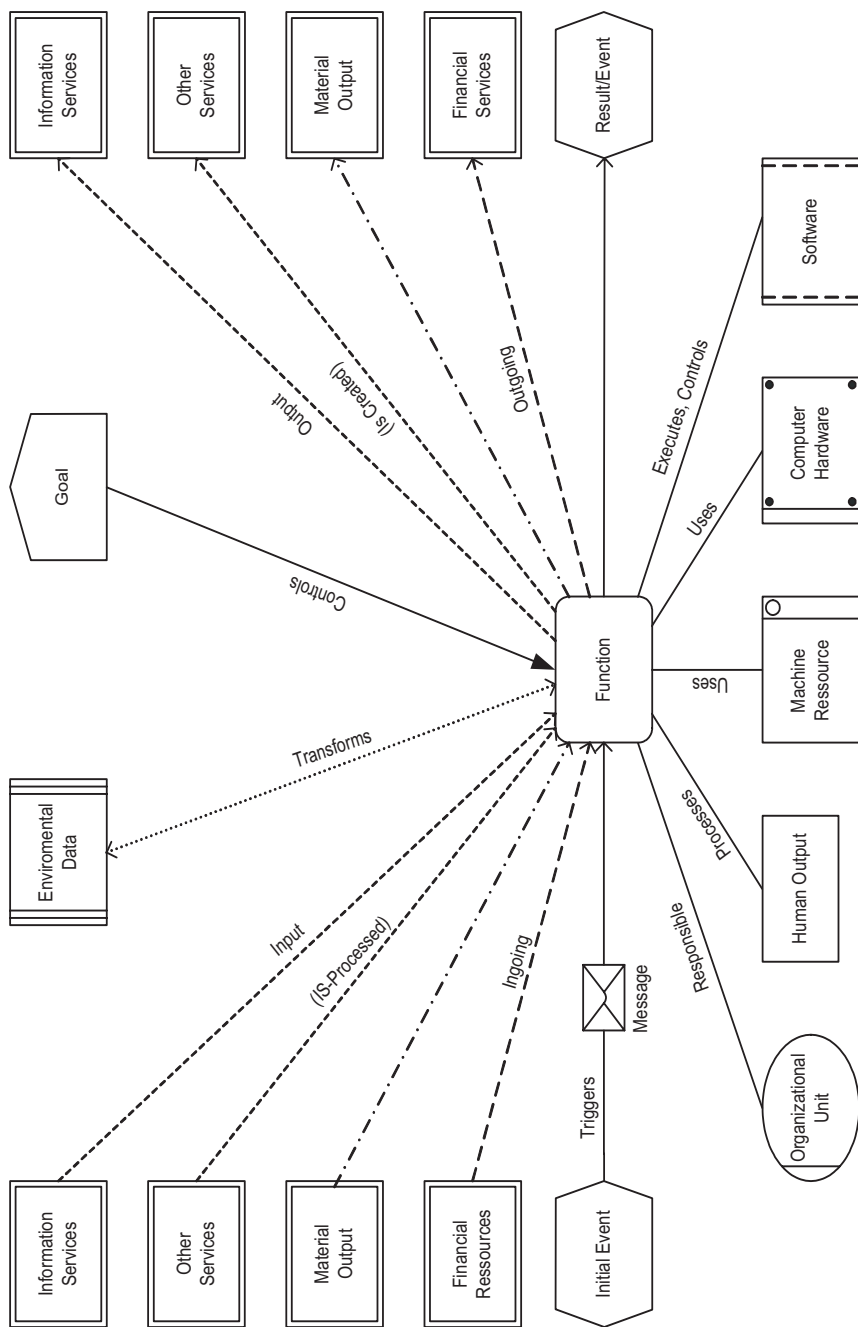 Information
Services
Other
Services
Material
Output
Financial
Ressources
Initial Event
Triggers
Message
Input
(IS-Processed)
Ingoing
Enviromental
Data
Transforms
Goal
Controls
Function
Output
(Is Created)
Outgoing
Information
Services
Other
Services
Material
Output
Financial
Services
Result/Event
Responsible
Organizational
Unit
Processes
Human Output
Uses
Machine
Ressource
Uses
Computer
Hardware
Executes, Controls
Software